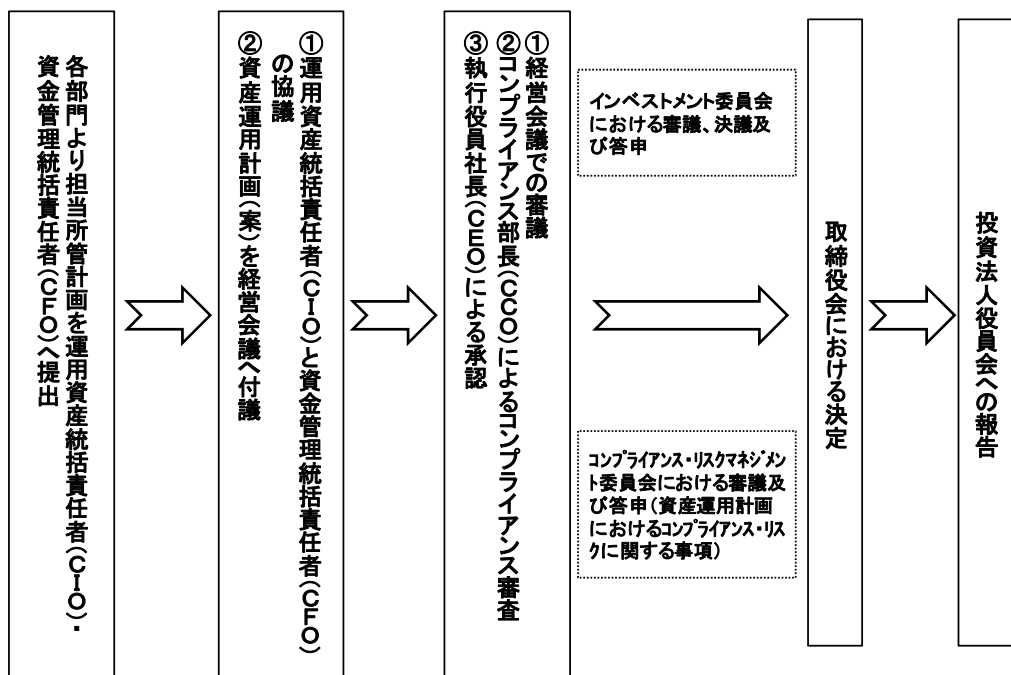 各部門より担当所管計画を運用資産統括責任者(CIO)・
資金管理統括責任者(CFO)へ提出
①運用資産統括責任者(CIO)と資金管理統括責任者(CFO)
の協議
②資産運用計画(案)を経営会議へ付議
①経営会議での審議
②コンプライアンス部長(CCO)によるコンプライアンス審査
③執行役員社長(CEO)による承認
インベストメント委員会
における審議、決議及
び答申
コンプライアンス・リスクマネジメン
ト委員会における審議及
び答申(資産運用計画
におけるコンプライアンス・リス
クに関する事項)
取締役会における決定
投資法人役員会への報告